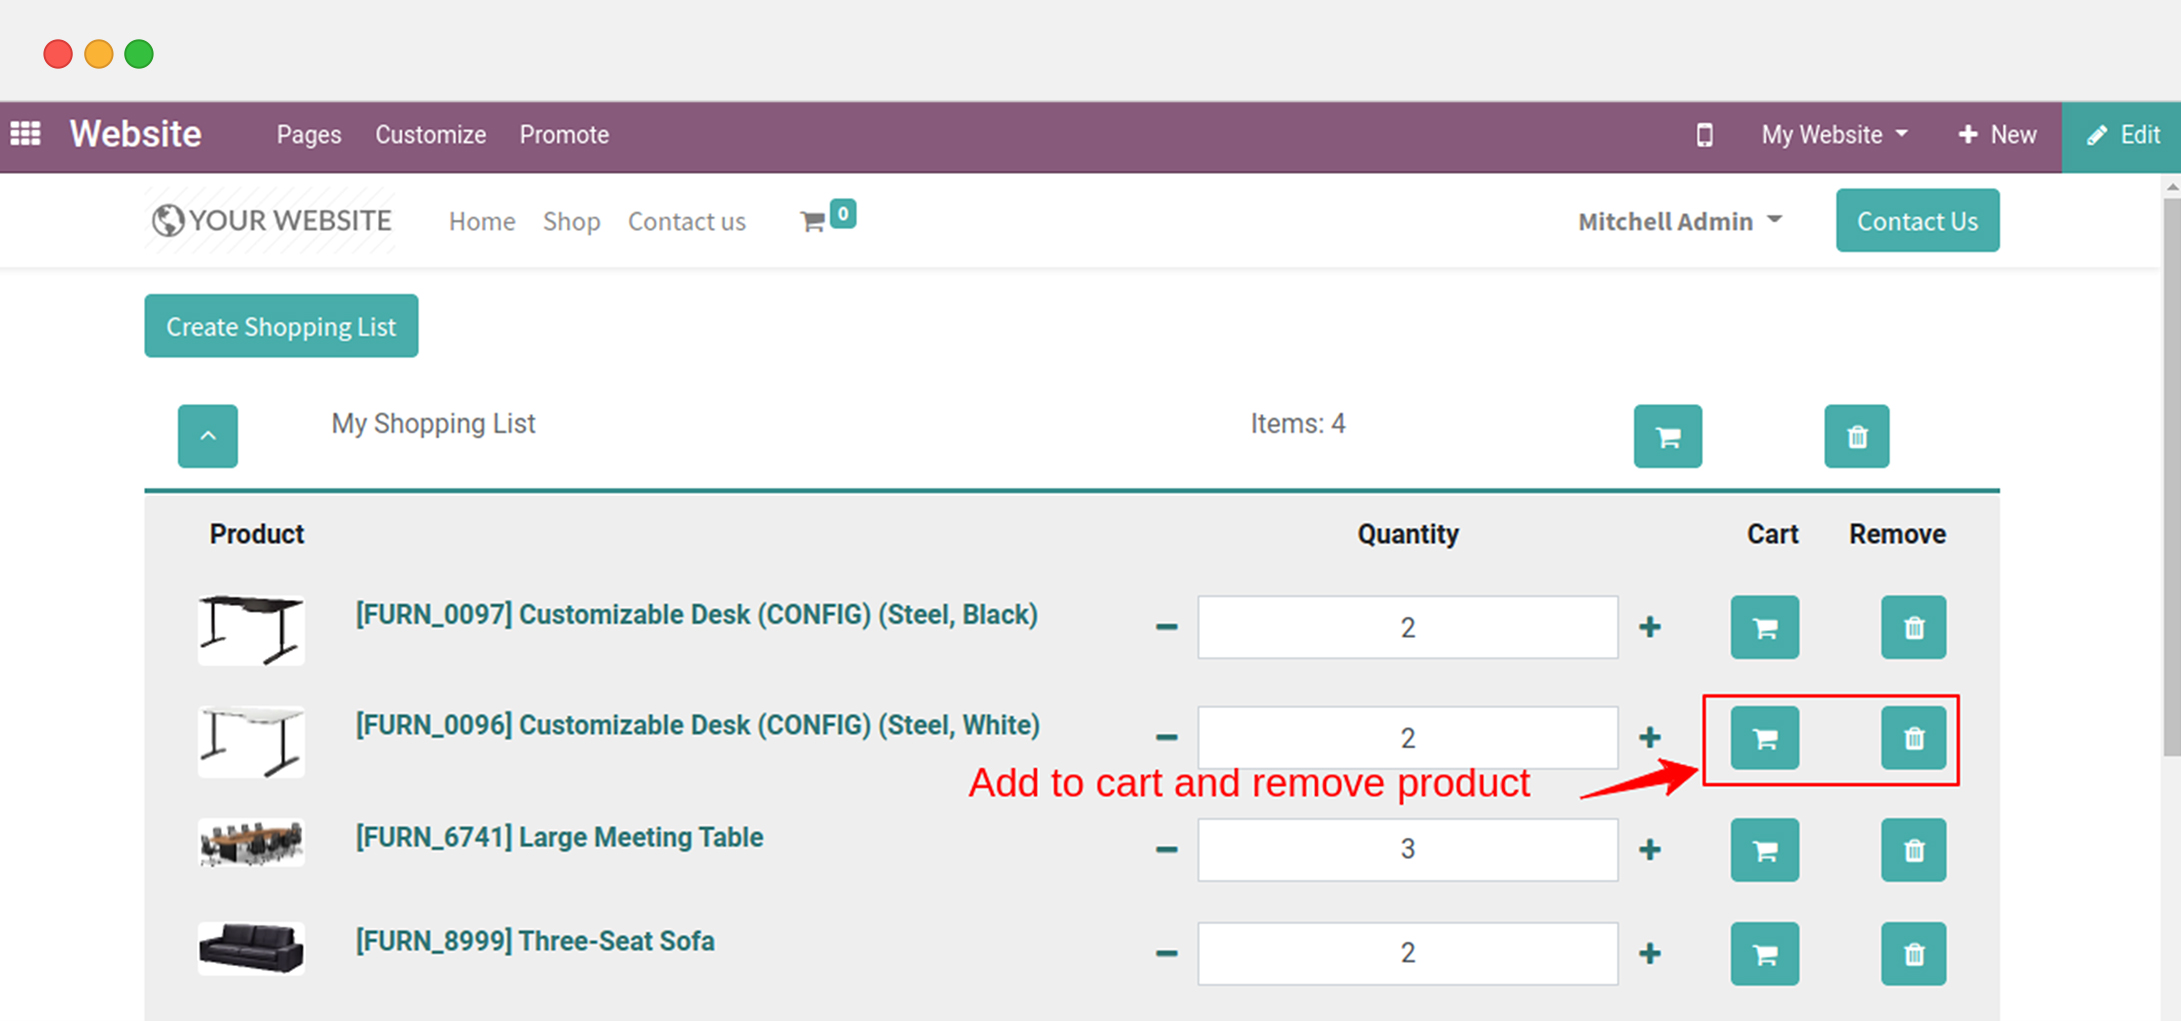 Website Pages Customize Promote My Website New Edit
YOUR WEBSITE Home Shop Contact us 0 Mitchell Admin Contact Us
Create Shopping List
My Shopping List Items: 4
Product Quantity Cart Remove
[FURN_0097] Customizable Desk (CONFIG) (Steel, Black) 2
[FURN_0096] Customizable Desk (CONFIG) (Steel, White) 2
Add to cart and remove product
[FURN_6741] Large Meeting Table 3
[FURN_8999] Three-Seat Sofa 2